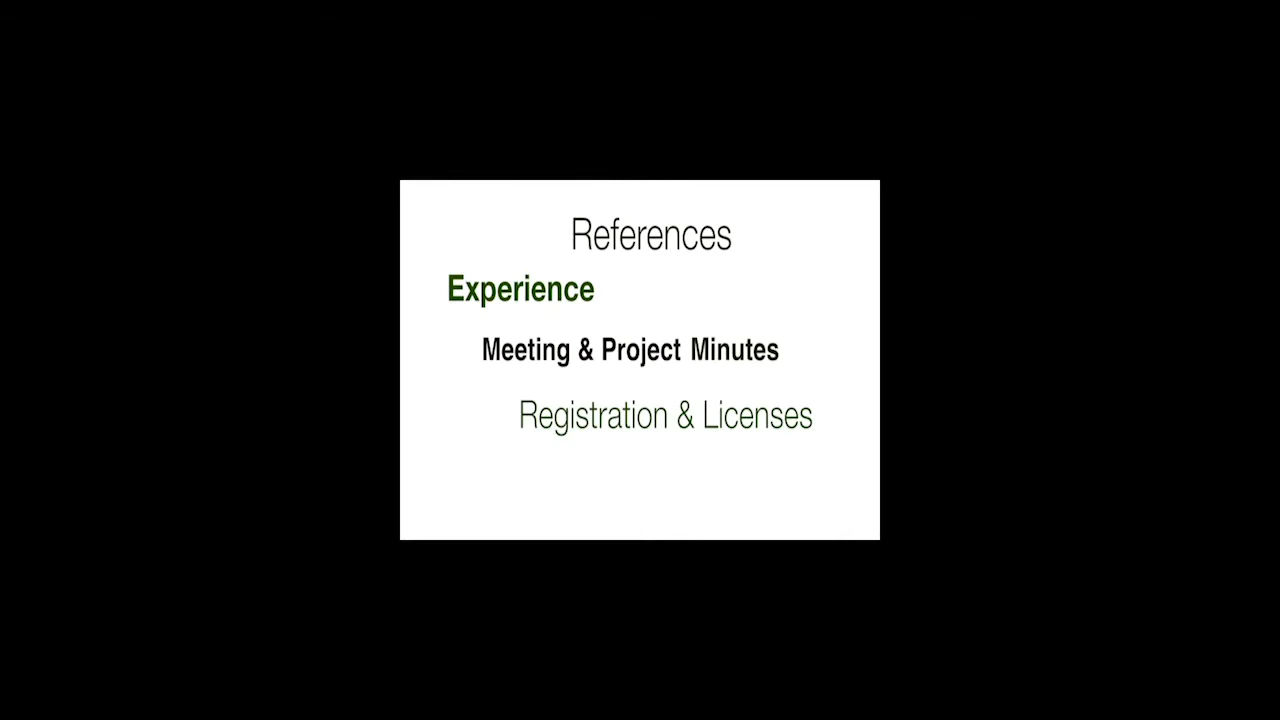 References
Experience
Meeting & Project Minutes
Registration & Licenses